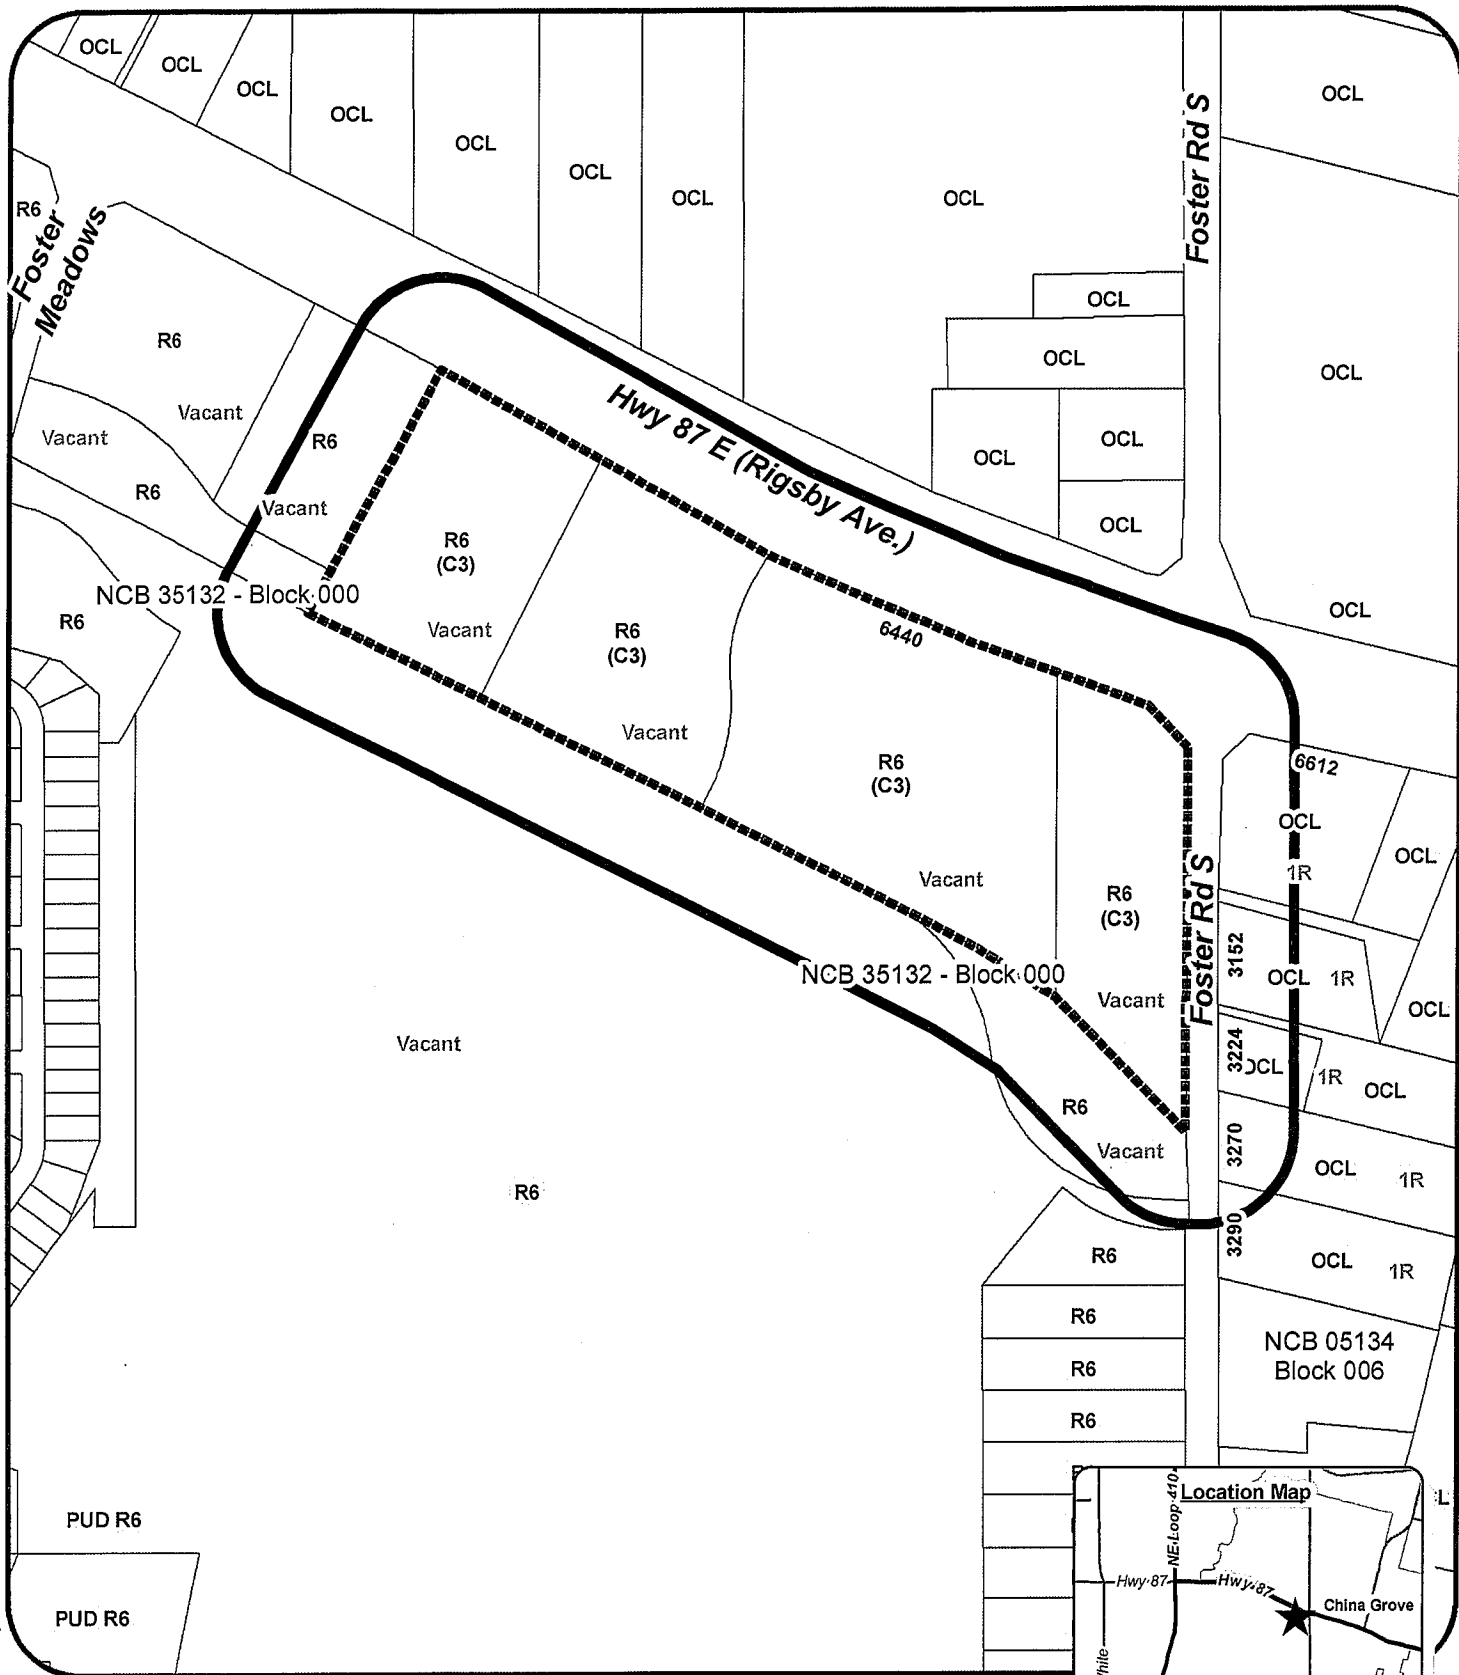 OCL
OCL
OCL
OCL
OCL
OCL
OCL
OCL
OCL
Foster Rd S
R6
Foster
Meadows
OCL
OCL
OCL
OCL
OCL
OCL
OCL
R6
Vacant
Vacant
R6
R6
Vacant
Hwy 87 E (Rigsby Ave.)
NCB 35132 - Block 000
R6
R6
(C3)
Vacant
R6
(C3)
Vacant
6440
R6
(C3)
Vacant
R6
(C3)
Vacant
Foster Rd S
6612
OCL
1R
OCL
3152
OCL
1R
OCL
3224
OCL
1R
OCL
3270
OCL
1R
3290
OCL
1R
NCB 35132 - Block 000
Vacant
R6
R6
Vacant
R6
R6
R6
R6
NCB 05134
Block 006
PUD R6
PUD R6
Location Map
NE Loop 410
Hwy 87
Hwy 87
China Grove